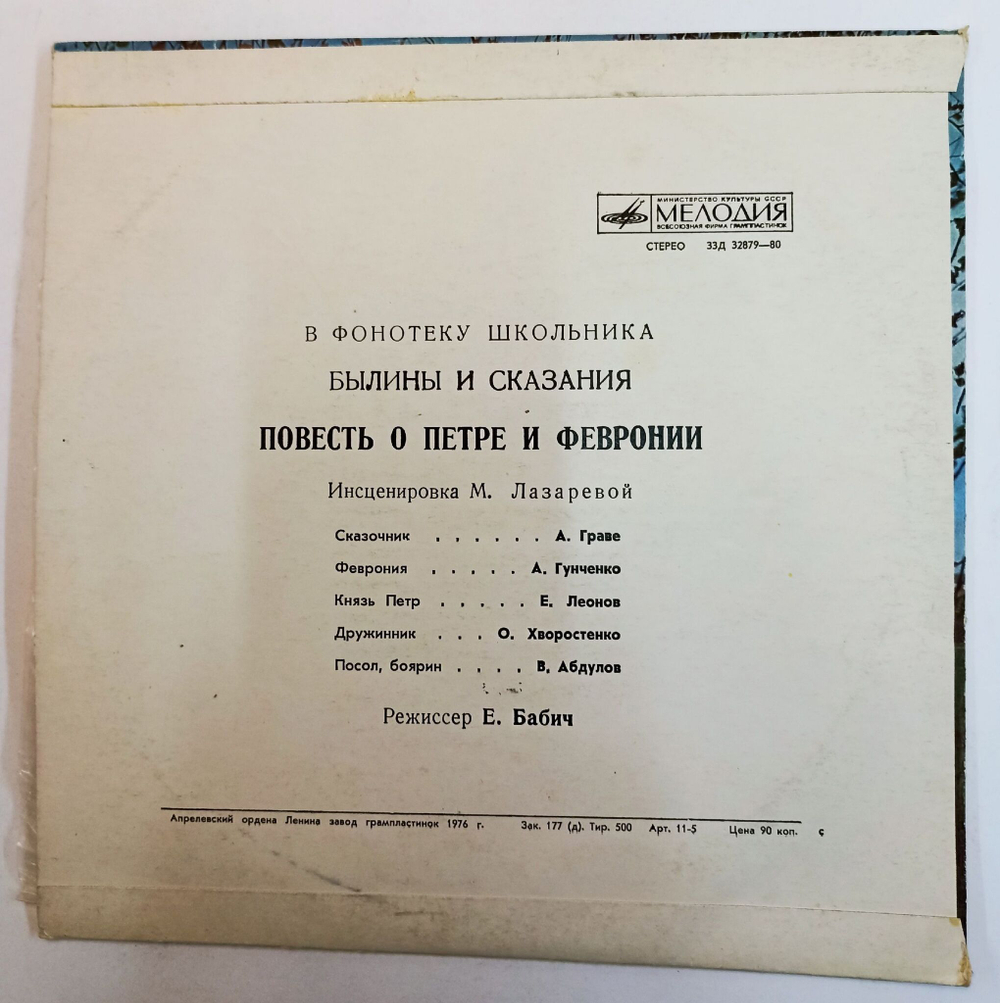 МИНИСТЕРСТВО КУЛЬТУРЫ СССР
МЕЛОДИЯ
ВСЕСОЮЗНАЯ ФИРМА ГРАМПЛАСТИНОК
СТЕРЕО 33Д 32879—80
В ФОНОТЕКУ ШКОЛЬНИКА
БЫЛИНЫ И СКАЗАНИЯ
ПОВЕСТЬ О ПЕТРЕ И ФЕВРОНИИ
Инсценировка М. Лазаревой
Сказочник . . . . . . А. Граве
Феврония . . . . . А. Гунченко
Князь Петр . . . . . Е. Леонов
Дружинник . . . О. Хворостенко
Посол, боярин . . . . В. Абдулов
Режиссер Е. Бабич
Апрелевский ордена Ленина завод грампластинок 1976 г. Зак. 177 (д). Тир. 500 Арт. 11-5 Цена 90 коп. с